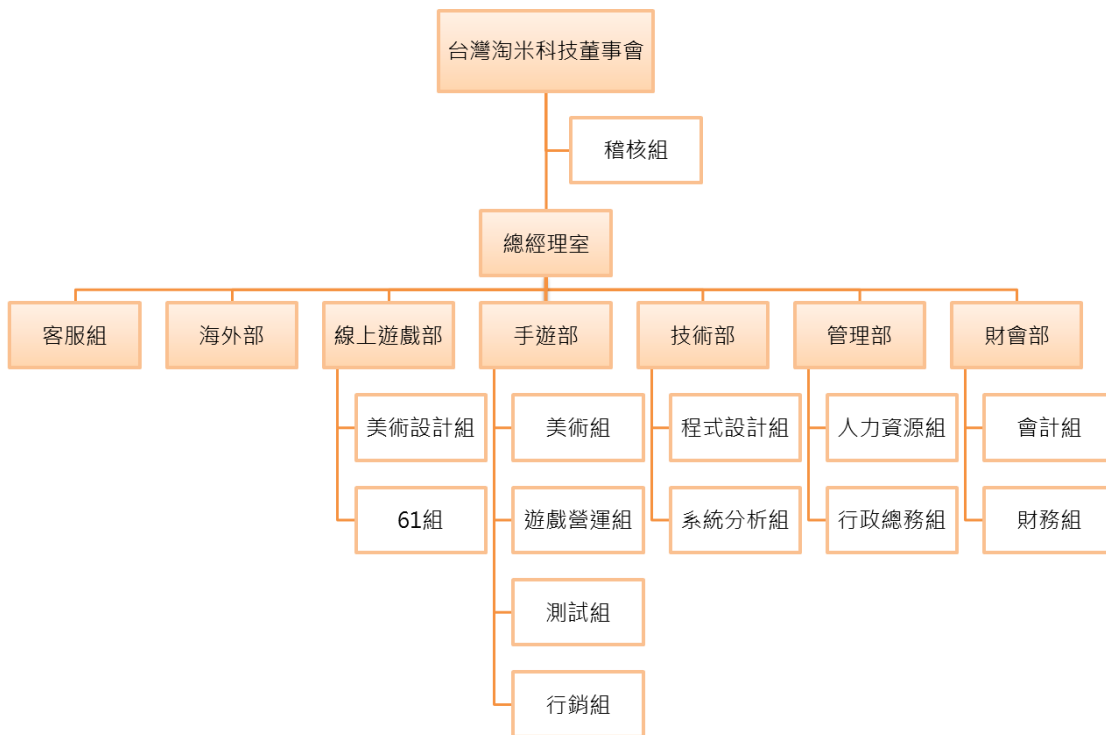 台灣淘米科技董事會
稽核組
總經理室
客服組
海外部
線上遊戲部
手遊部
技術部
管理部
財會部
美術設計組
美術組
程式設計組
人力資源組
會計組
61組
遊戲營運組
系統分析組
行政總務組
財務組
測試組
行銷組